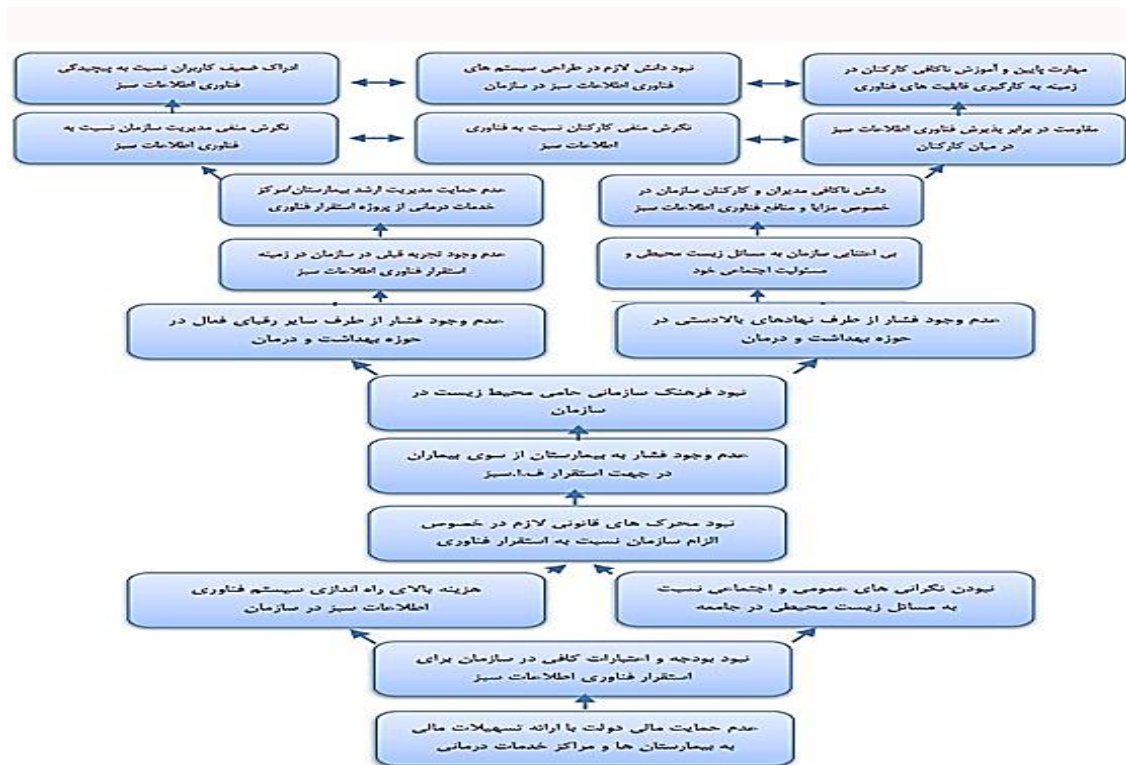 مهارت پایین و آموزش ناکافی کارکنان در
زمینه به کارگیری قابلیت های فناوری
نبود دانش لازم در طراحی سیستم های
فناوری اطلاعات سبز در سازمان
ادراک ضعیف کاربران نسبت به پیچیدگی
فناوری اطلاعات سبز
مقاومت در برابر پذیرش فناوری اطلاعات سبز
در میان کارکنان
نگرش منفی کارکنان نسبت به فناوری
اطلاعات سبز
نگرش منفی مدیریت سازمان نسبت به
فناوری اطلاعات سبز
دانش ناکافی مدیران و کارکنان سازمان در
خصوص مزایا و منافع فناوری اطلاعات سبز
عدم حمایت مدیریت ارشد بیمارستان/مرکز
خدمات درمانی از پروژه استقرار فناوری
بی اعتنایی سازمان به مسائل زیست محیطی و
مسئولیت اجتماعی خود
عدم وجود تجربه قبلی در سازمان در زمینه
استقرار فناوری اطلاعات سبز
عدم وجود فشار از طرف نهادهای بالادستی در
حوزه بهداشت و درمان
عدم وجود فشار از طرف سایر رقبای فعال در
حوزه بهداشت و درمان
نبود فرهنگ سازمانی حامی محیط زیست در
سازمان
عدم وجود فشار به بیمارستان از سوی بیماران
در جهت استقرار ف.ا.سبز
نبود محرک های قانونی لازم در خصوص
الزام سازمان نسبت به استقرار فناوری
نبودن نگرانی های عمومی و اجتماعی نسبت
به مسائل زیست محیطی در جامعه
هزینه بالای راه اندازی سیستم فناوری
اطلاعات سبز در سازمان
نبود بودجه و اعتبارات کافی در سازمان برای
استقرار فناوری اطلاعات سبز
عدم حمایت مالی دولت با ارائه تسهیلات مالی
به بیمارستان ها و مراکز خدمات درمانی